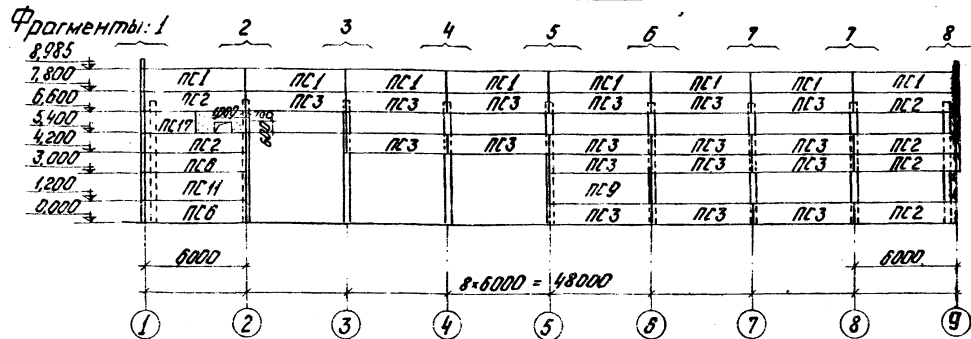 Фрагменты: 1 2 3 4 5 6 7 7 8
8,985
7,800 ПС1 ПС1 ПС1 ПС1 ПС1 ПС1 ПС1 ПС1
6,600 ПС2 ПС3 ПС3 ПС3 ПС3 ПС3 ПС3 ПС2
5,400 ПС17
600
4,200 ПС2 ПС3 ПС3 ПС3 ПС3 ПС3 ПС2
3,000 ПС6 ПС3 ПС3 ПС3 ПС2
1,200 ПС11 ПС9
0,000 ПС6 ПС3 ПС3 ПС3 ПС2
6000 6000
8×6000 = 48000
1 2 3 4 5 6 7 8 9